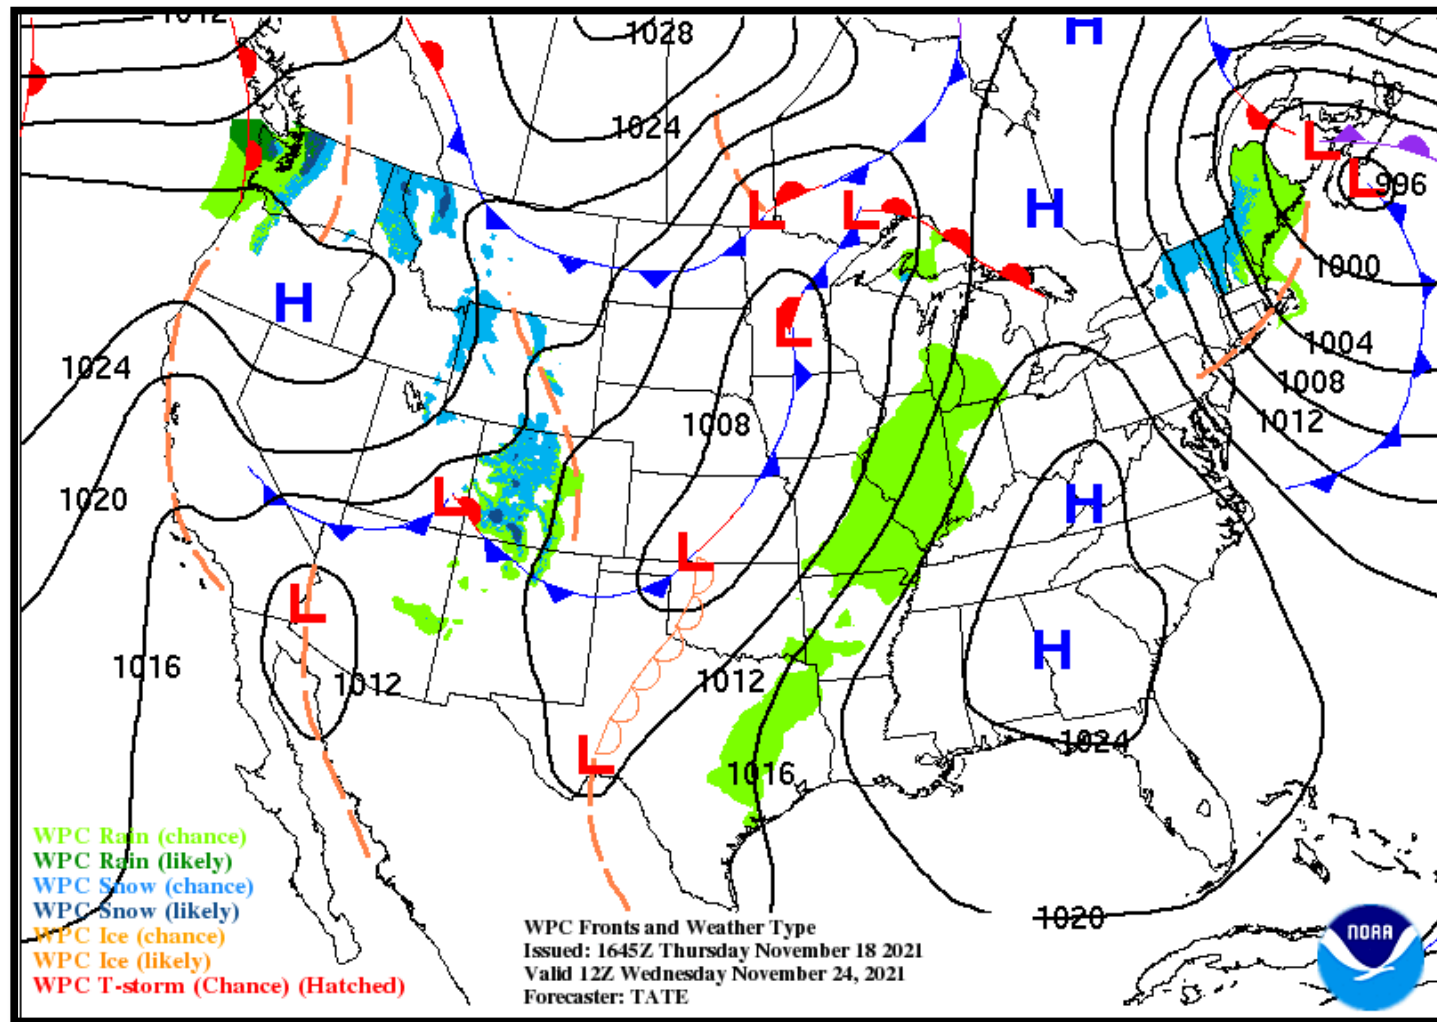 1012
1028
H
1024
L
996
L
L
L
H
1000
H
L
1004
1024
1008
1008
1012
L
1020
H
L
L
H
1016
1012
1012
L
1024
1016
WPC Rain (chance)
WPC Rain (likely)
WPC Snow (chance)
WPC Snow (likely)
WPC Ice (chance)
WPC Ice (likely)
WPC T-storm (Chance) (Hatched)
1020
WPC Fronts and Weather Type
Issued: 1645Z Thursday November 18 2021
Valid 12Z Wednesday November 24, 2021
Forecaster: TATE
NOAA